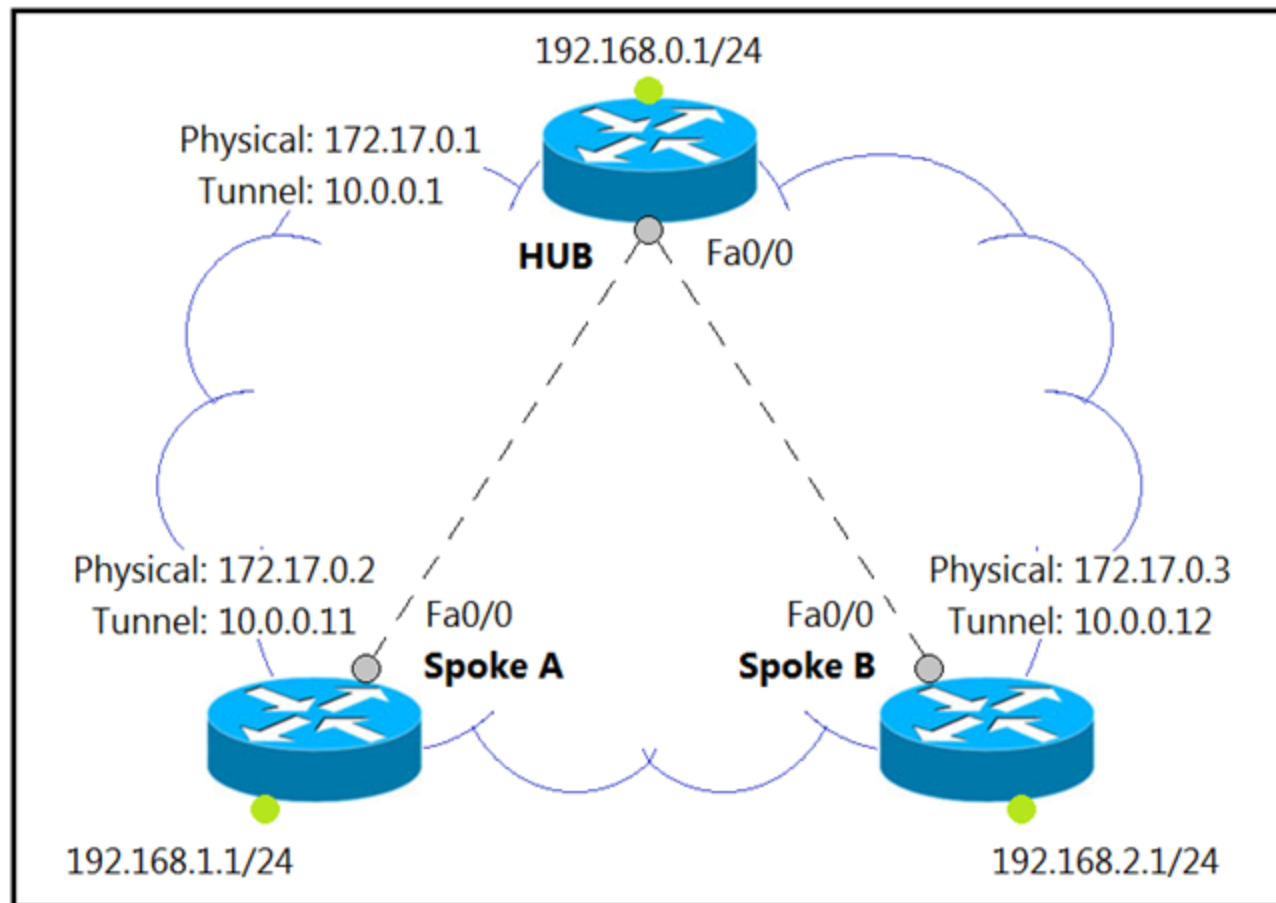 192.168.0.1/24
Physical: 172.17.0.1
Tunnel: 10.0.0.1
HUB
Fa0/0
Physical: 172.17.0.2
Tunnel: 10.0.0.11
Fa0/0
Spoke A
Physical: 172.17.0.3
Tunnel: 10.0.0.12
Fa0/0
Spoke B
192.168.1.1/24
192.168.2.1/24